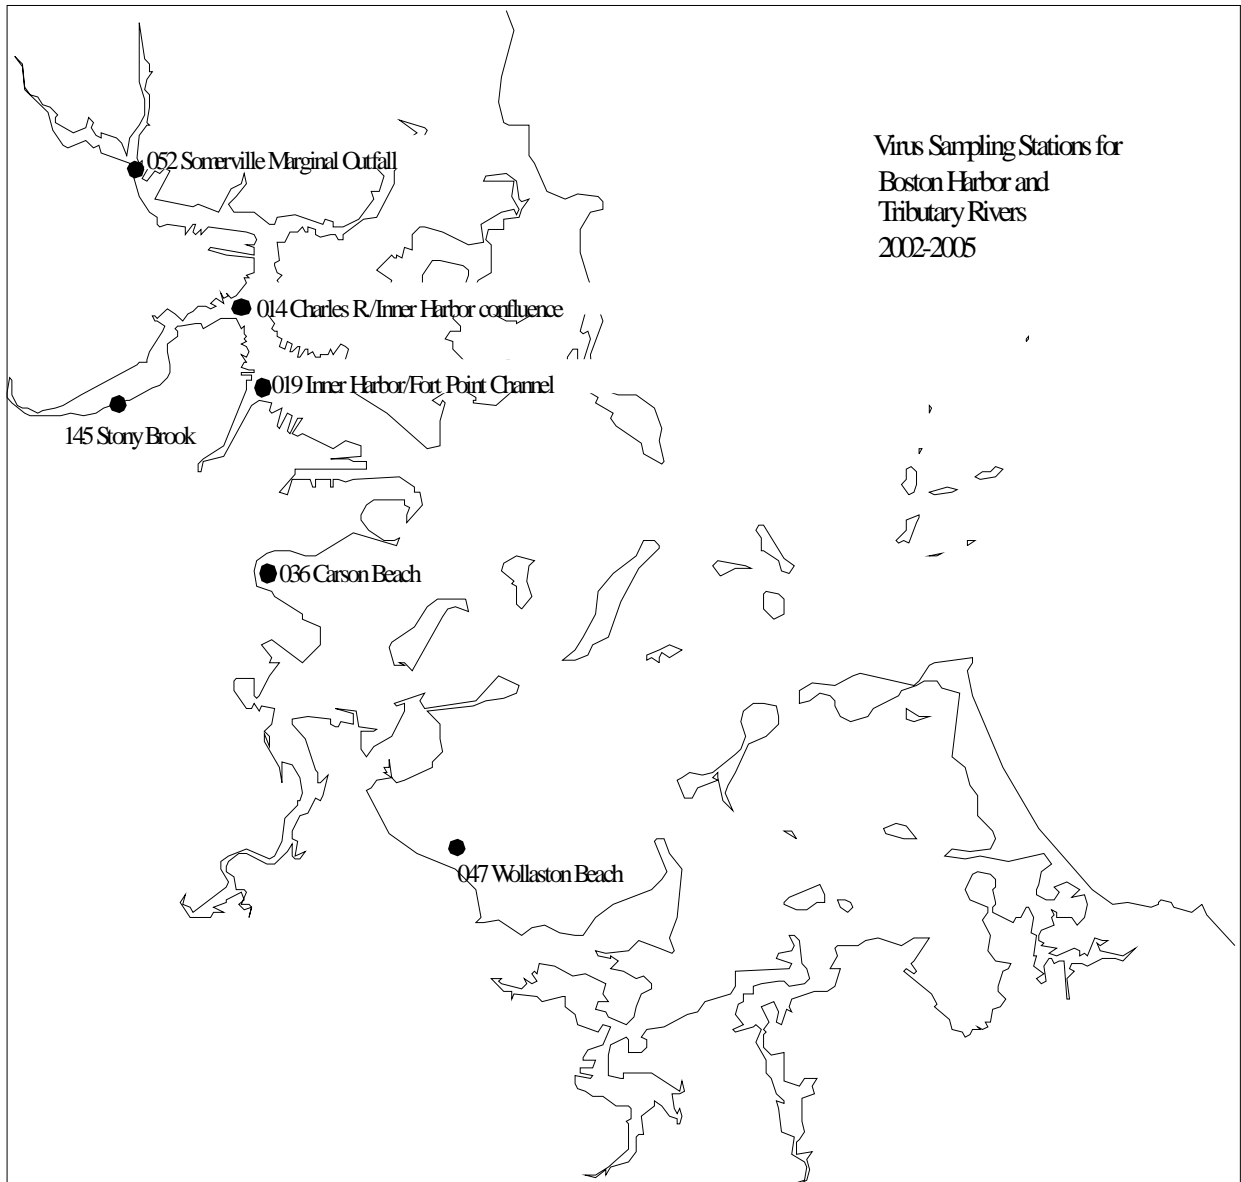 Virus Sampling Stations for
Boston Harbor and
Tributary Rivers
2002-2005
052 Somerville Marginal Outfall
014 Charles R./Inner Harbor confluence
019 Inner Harbor/Fort Point Channel
145 Stony Brook
036 Carson Beach
047 Wollaston Beach